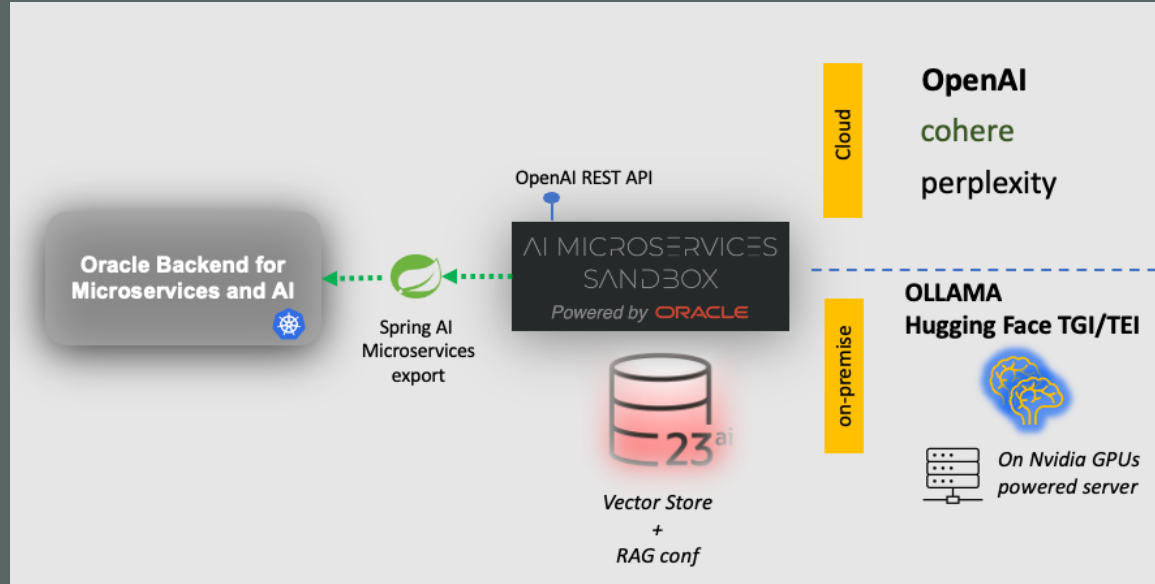 OpenAI REST API
AI MICROSERVICES
SANDBOX
Powered by ORACLE
Oracle Backend for
Microservices and AI
Spring AI
Microservices
export
23ai
Vector Store
+
RAG conf
Cloud
OpenAI
cohere
perplexity
on-premise
OLLAMA
Hugging Face TGI/TEI
On Nvidia GPUs
powered server